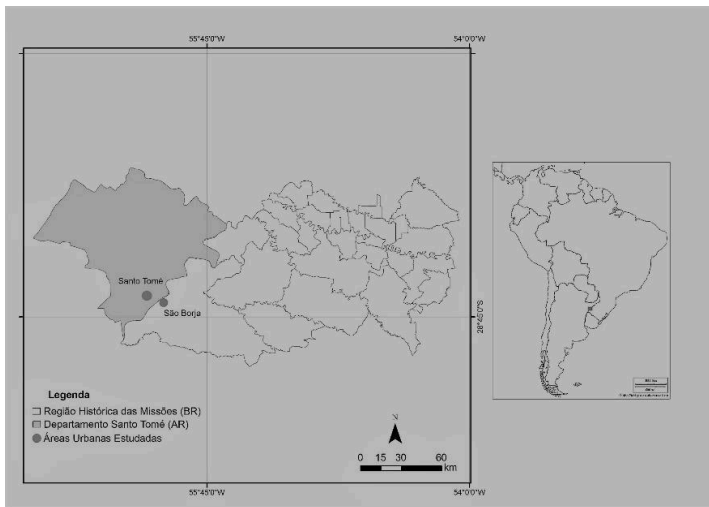 55°45'0"W
54°0'0"W
Santo Tomé
São Borja
28°45'0"S
Legenda
Região Histórica das Missões (BR)
Departamento Santo Tomé (AR)
Áreas Urbanas Estudadas
N
0 15 30 60
km
55°45'0"W
54°0'0"W